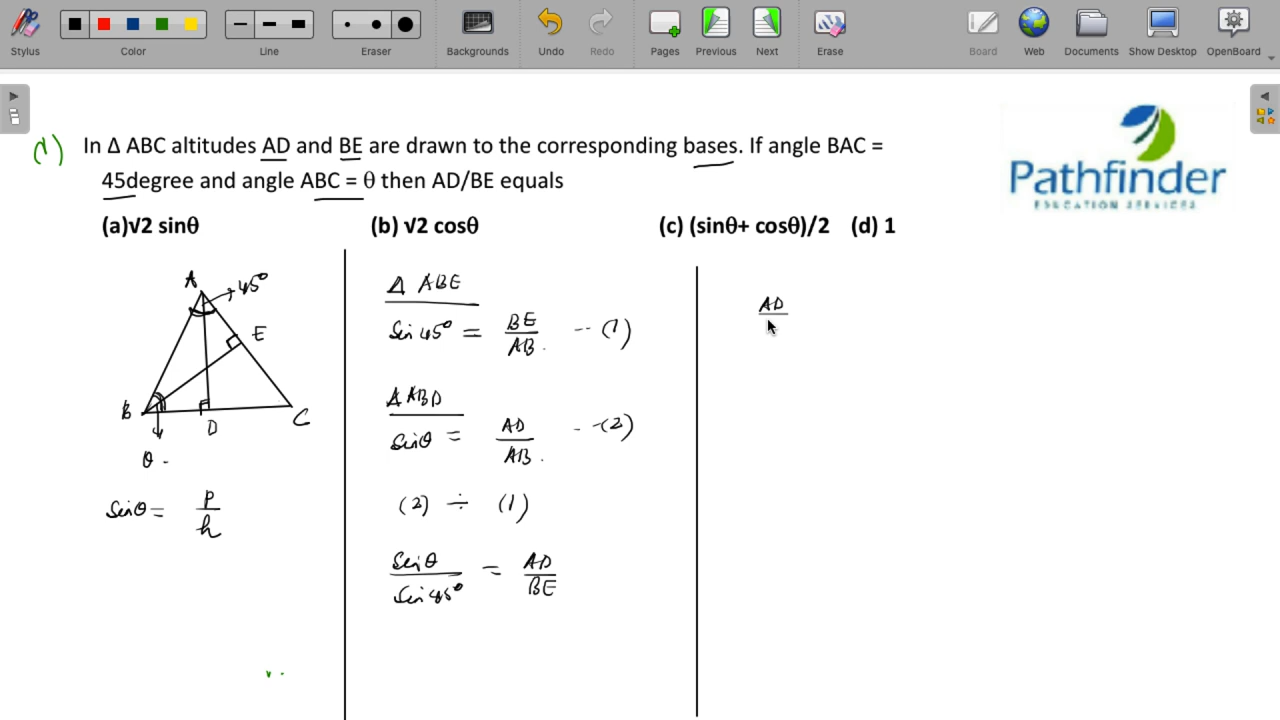 Stylus Color Line Eraser Backgrounds Undo Redo Pages Previous Next Erase Board Web Documents Show Desktop OpenBoard
Pathfinder
EDUCATION SERVICES
In Δ ABC altitudes AD and BE are drawn to the corresponding bases. If angle BAC =
45degree and angle ABC = θ then AD/BE equals
(a)√2 sinθ (b) √2 cosθ (c) (sinθ+ cosθ)/2 (d) 1
A 45°
E
B D C
θ
sinθ = p/h
Δ ABE
sin 45° = BE/AB -- (1)
Δ ABD
sinθ = AD/AB -- (2)
(2) ÷ (1)
sinθ/sin45° = AD/BE
AD